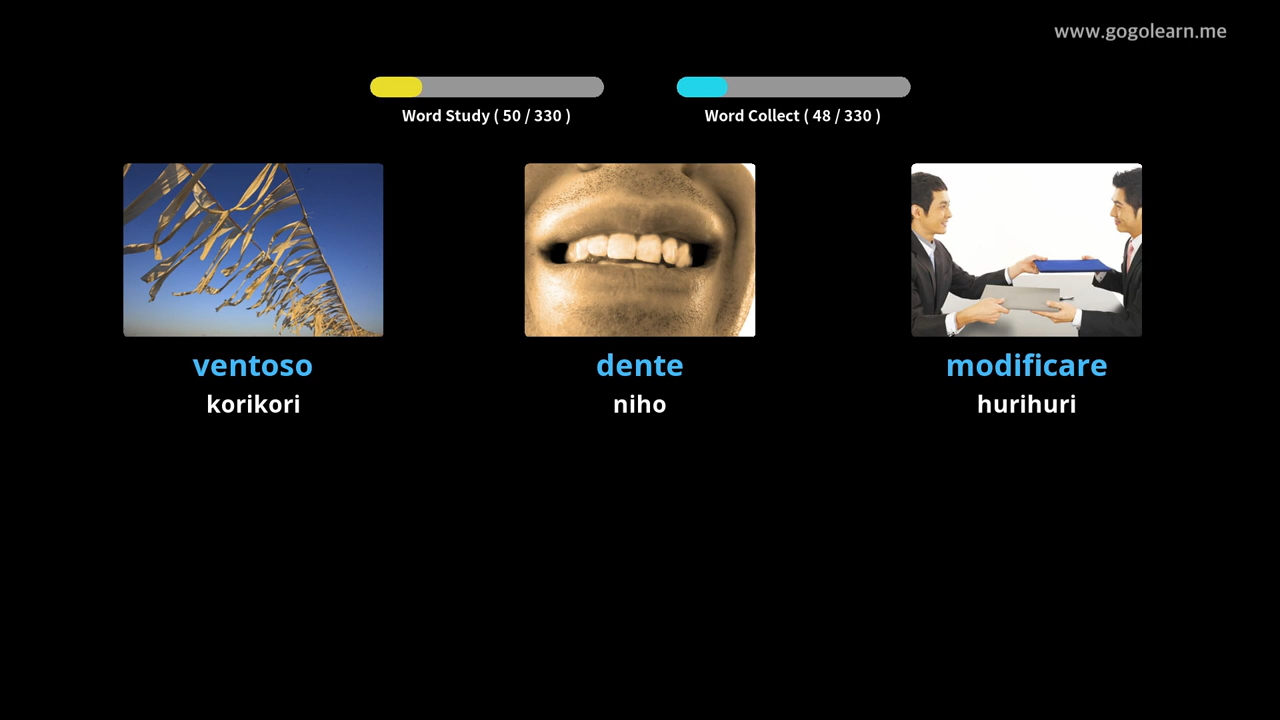 www.gogolearn.me
Word Study ( 50 / 330 )
Word Collect ( 48 / 330 )
ventoso
korikori
dente
niho
modificare
hurihuri